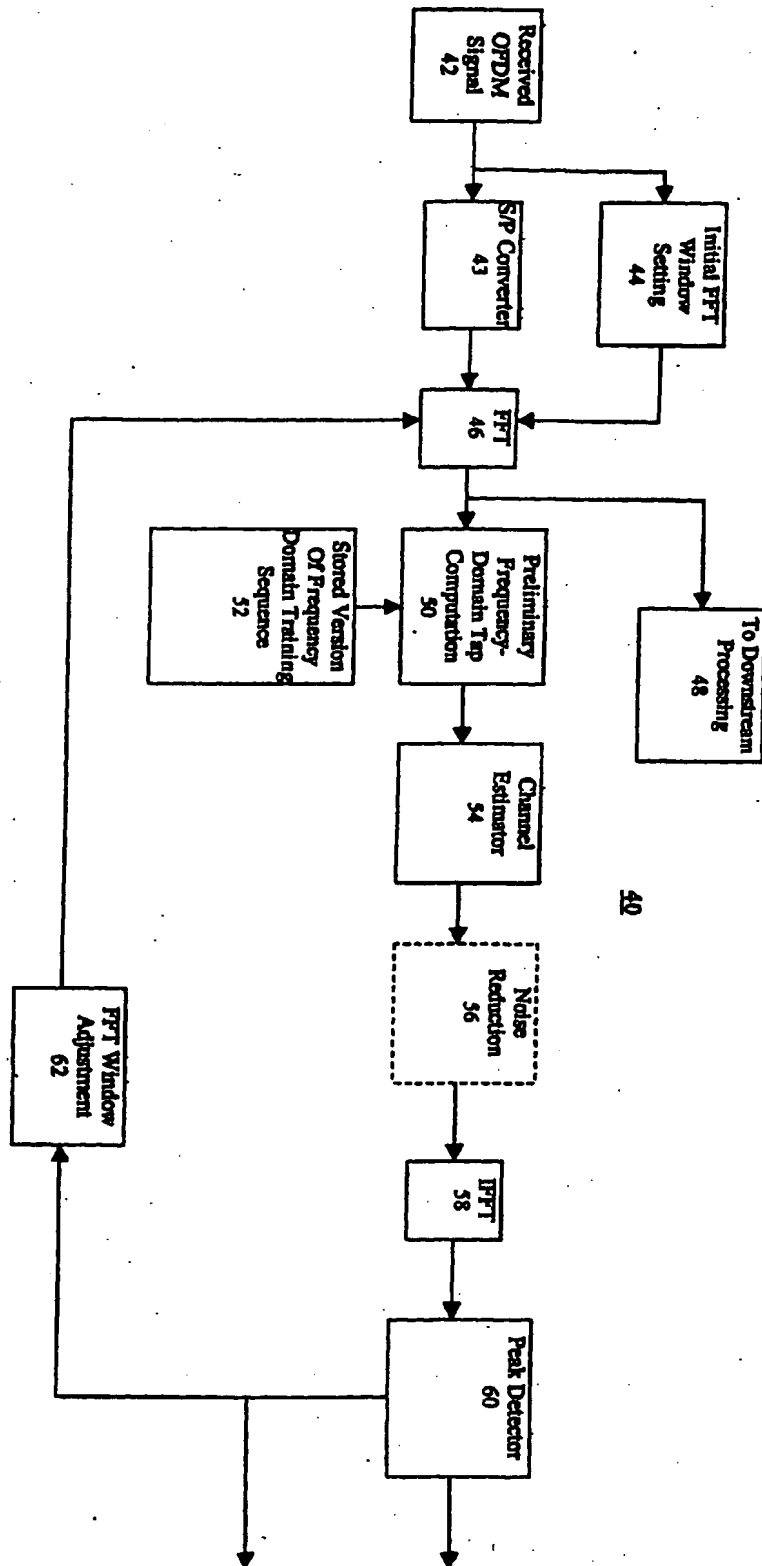 Received
OFDM
Signal
42
Initial FFT
Window
Setting
44
S/P Converter
43
FFT
46
To Downstream
Processing
48
Preliminary
Frequency-
Domain Tap
Computation
50
Stored Version
Of Frequency
Domain Training
Sequence
52
Channel
Estimator
54
40
Noise
Reduction
56
IFFT
58
Peak Detector
60
FFT Window
Adjustment
62